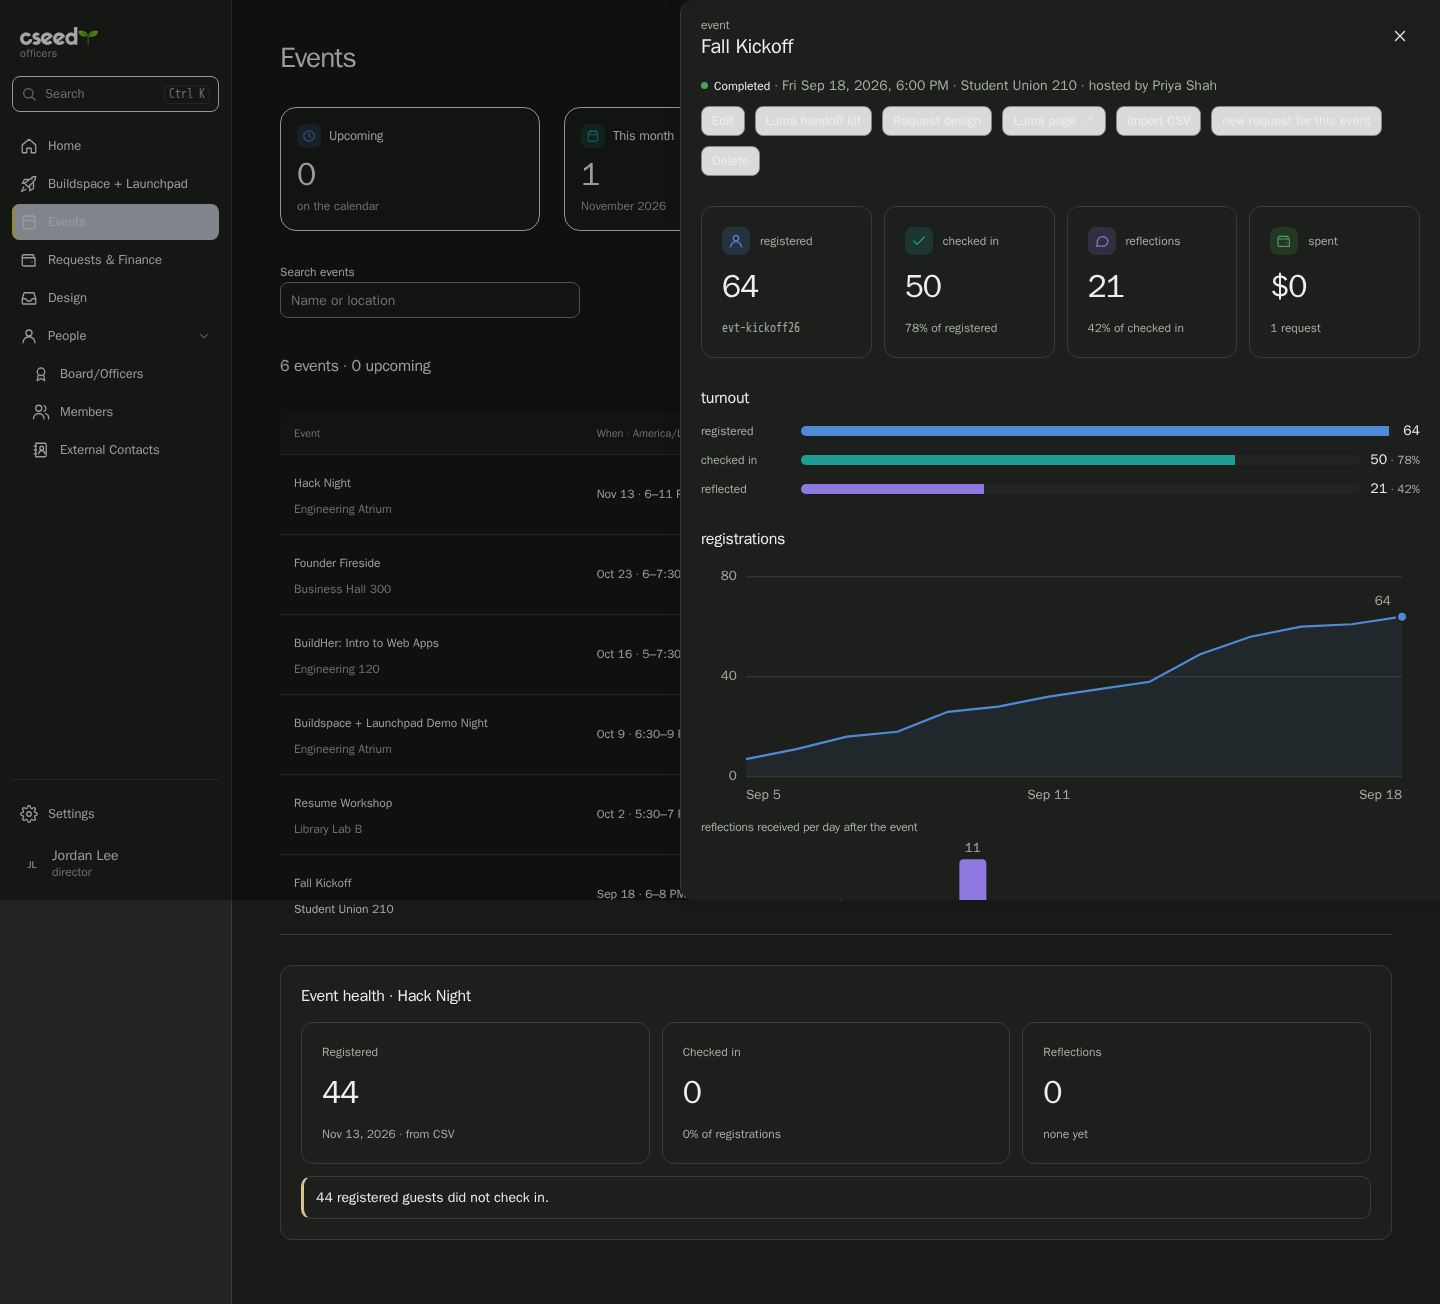 cseed
officers
Search
Ctrl K
Home
Buildspace + Launchpad
Events
Requests & Finance
Design
People
Board/Officers
Members
External Contacts
Settings
JL
Jordan Lee
director
Events
Upcoming
0
on the calendar
This month
1
November 2026
Search events
Name or location
6 events · 0 upcoming
Event
When · America/L
Hack Night
Engineering Atrium
Nov 13 · 6–11 P
Founder Fireside
Business Hall 300
Oct 23 · 6–7:30
BuildHer: Intro to Web Apps
Engineering 120
Oct 16 · 5–7:30
Buildspace + Launchpad Demo Night
Engineering Atrium
Oct 9 · 6:30–9 P
Resume Workshop
Library Lab B
Oct 2 · 5:30–7 P
Fall Kickoff
Student Union 210
Sep 18 · 6–8 PM
Event health · Hack Night
Registered
44
Nov 13, 2026 · from CSV
Checked in
0
0% of registrations
Reflections
0
none yet
44 registered guests did not check in.
event
Fall Kickoff
Completed · Fri Sep 18, 2026, 6:00 PM · Student Union 210 · hosted by Priya Shah
Edit
Luma handoff kit
Request design
Luma page ↗
Import CSV
new request for this event
Delete
registered
64
evt-kickoff26
checked in
50
78% of registered
reflections
21
42% of checked in
spent
$0
1 request
turnout
registered 64
checked in 50 · 78%
reflected 21 · 42%
registrations
80
64
40
0
Sep 5
Sep 11
Sep 18
reflections received per day after the event
11